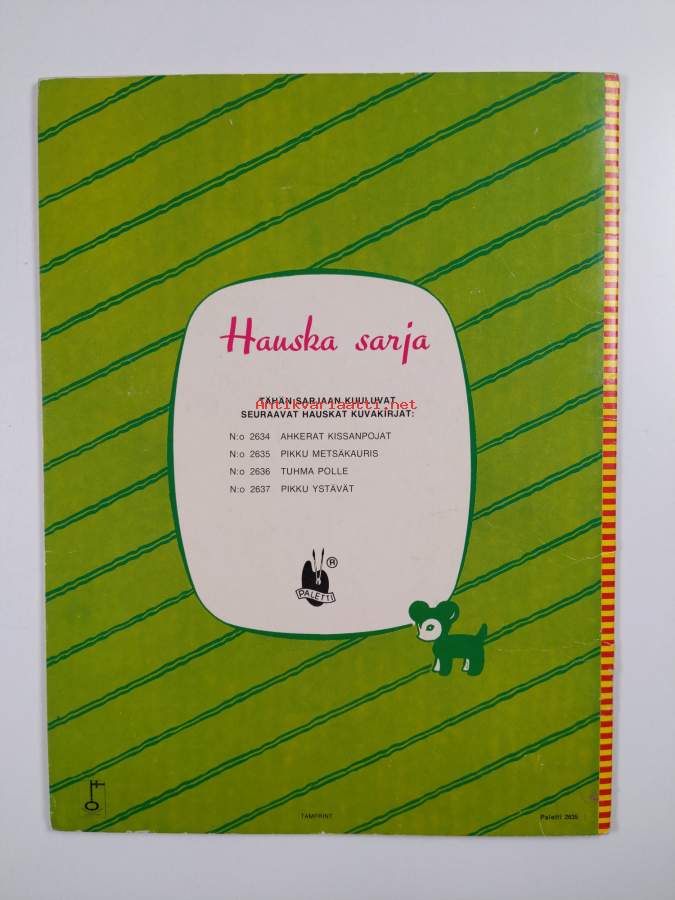 Hauska sarja
TÄHÄN SARJAAN KUULUVAT
Antikvariaatti.net
SEURAAVAT HAUSKAT KUVAKIRJAT:
N:o 2634 AHKERAT KISSANPOJAT
N:o 2635 PIKKU METSÄKAURIS
N:o 2636 TUHMA POLLE
N:o 2637 PIKKU YSTÄVÄT
R
PALETTI
TAMPRINT
Paletti 2635